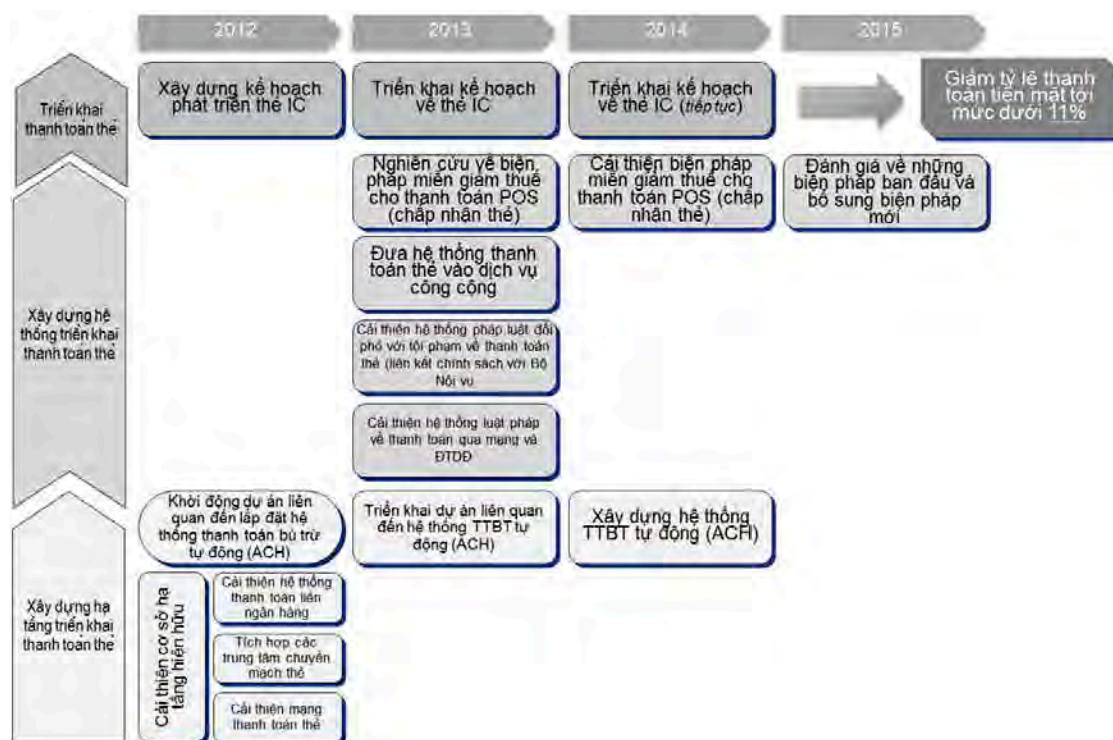 2012
2013
2014
2015
Triển khai
thanh toán thẻ
Xây dựng kế hoạch
phát triển thẻ IC
Triển khai kế hoạch
về thẻ IC
Triển khai kế hoạch
về thẻ IC (tiếp tục)
Giảm tỷ lệ thanh
toán tiền mặt tới
mức dưới 11%
Xây dựng hệ
thống triển khai
thanh toán thẻ
Nghiên cứu về biện
pháp miễn giảm thuế
cho thanh toán POS
(chấp nhận thẻ)
Cải thiện biện pháp
miễn giảm thuế cho
thanh toán POS (chấp
nhận thẻ)
Đánh giá về những
biện pháp ban đầu và
bổ sung biện pháp
mới
Đưa hệ thống thanh
toán thẻ vào dịch vụ
công cộng
Cải thiện hệ thống pháp luật đối
phó với tội phạm về thanh toán
thẻ (liên kết chính sách với Bộ
Nội vụ
Cải thiện hệ thống luật pháp
về thanh toán qua mạng và
ĐTDĐ
Xây dựng hạ
tầng triển khai
thanh toán thẻ
Khởi động dự án liên
quan đến lắp đặt hệ
thống thanh toán bù trừ
tự động (ACH)
Triển khai dự án liên quan
đến hệ thống TTBT tự
động (ACH)
Xây dựng hệ thống
TTBT tự động (ACH)
Cải thiện cơ sở hạ
tầng hiện hữu
Cải thiện hệ thống
thanh toán liên
ngân hàng
Tích hợp các
trung tâm chuyển
mạch thẻ
Cải thiện mạng
thanh toán thẻ